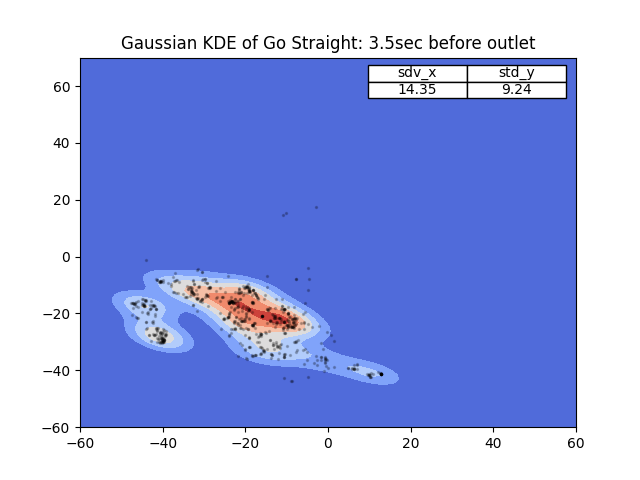 Gaussian KDE of Go Straight: 3.5sec before outlet
sdv_x std_y
14.35 9.24
60
40
20
0
−20
−40
−60
−60 −40 −20 0 20 40 60